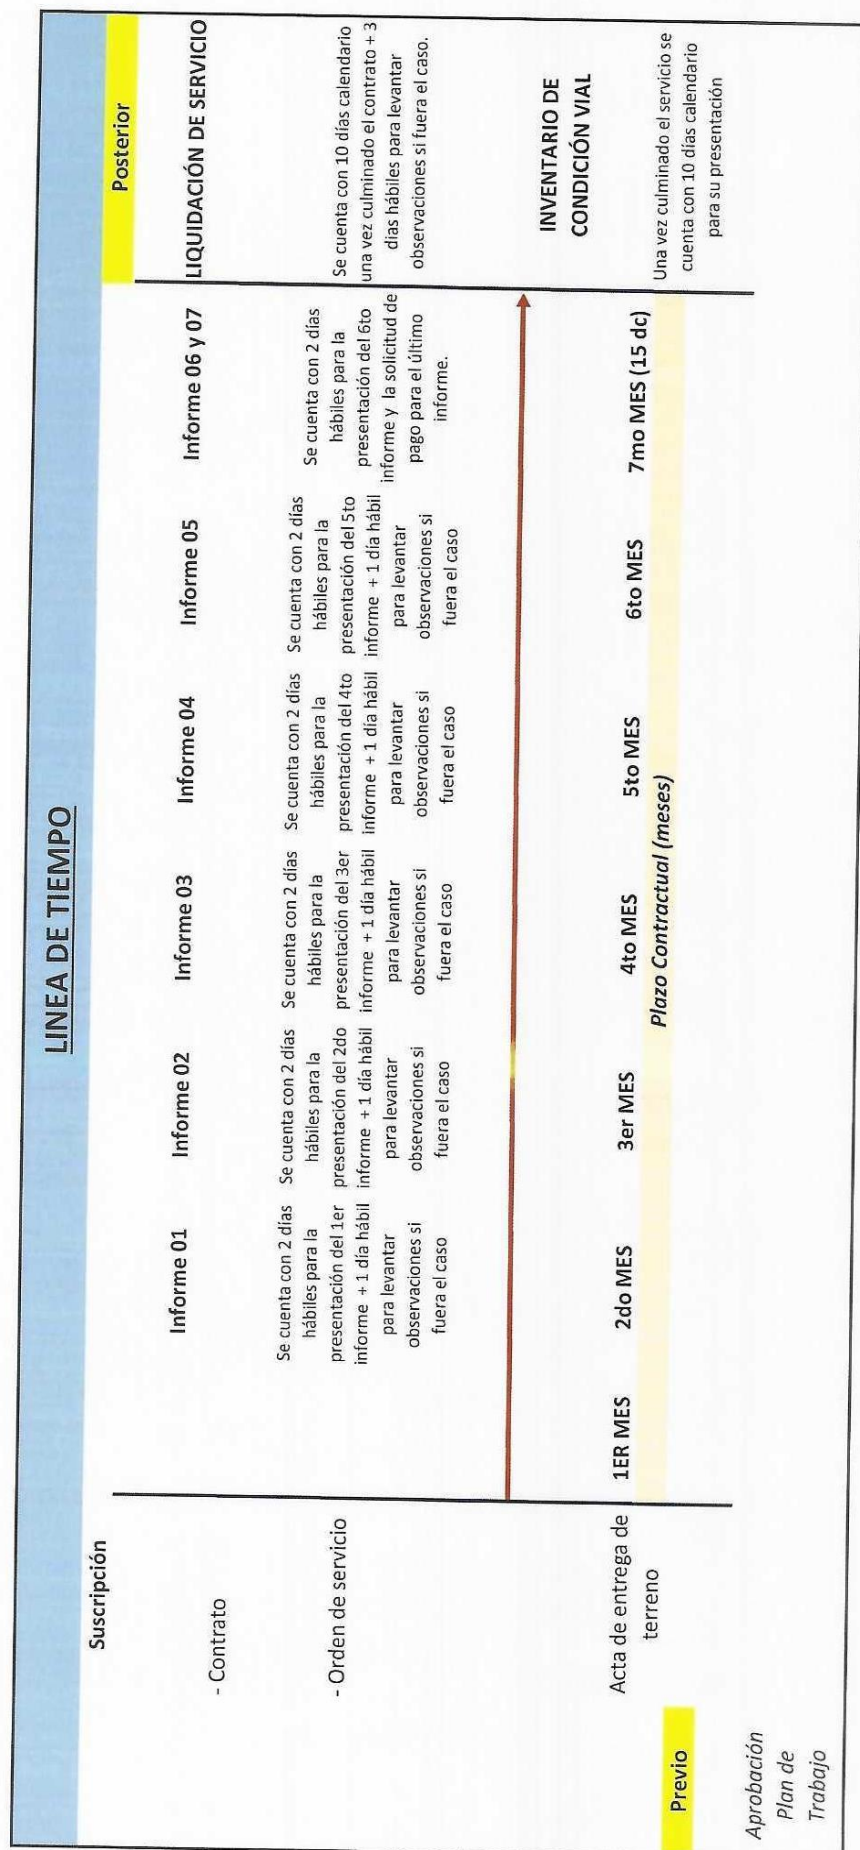 LINEA DE TIEMPO
Suscripción
- Contrato
- Orden de servicio
Acta de entrega de
terreno
Previo
Aprobación
Plan de
Trabajo
Informe 01
Se cuenta con 2 días
hábiles para la
presentación del 1er
informe + 1 día hábil
para levantar
observaciones si
fuera el caso
Informe 02
Se cuenta con 2 días
hábiles para la
presentación del 2do
informe + 1 día hábil
para levantar
observaciones si
fuera el caso
Informe 03
Se cuenta con 2 días
hábiles para la
presentación del 3er
informe + 1 día hábil
para levantar
observaciones si
fuera el caso
Informe 04
Se cuenta con 2 días
hábiles para la
presentación del 4to
informe + 1 día hábil
para levantar
observaciones si
fuera el caso
Informe 05
Se cuenta con 2 días
hábiles para la
presentación del 5to
informe + 1 día hábil
para levantar
observaciones si
fuera el caso
Informe 06 y 07
Se cuenta con 2 días
hábiles para la
presentación del 6to
informe y la solicitud de
pago para el último
informe.
1ER MES
2do MES
3er MES
4to MES
5to MES
6to MES
7mo MES (15 dc)
Plazo Contractual (meses)
Posterior
LIQUIDACIÓN DE SERVICIO
Se cuenta con 10 días calendario
una vez culminado el contrato + 3
días hábiles para levantar
observaciones si fuera el caso.
INVENTARIO DE
CONDICIÓN VIAL
Una vez culminado el servicio se
cuenta con 10 días calendario
para su presentación